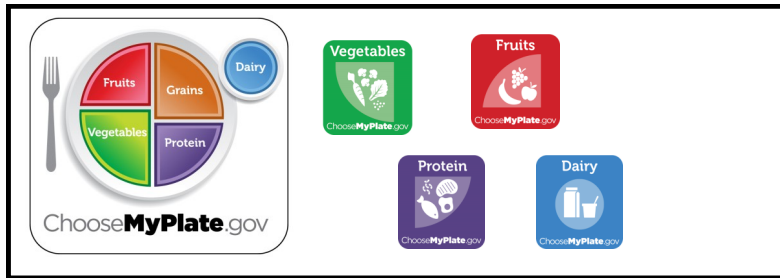 Fruits
Grains
Dairy
Vegetables
Protein
ChooseMyPlate.gov
Vegetables
ChooseMyPlate.gov
Fruits
ChooseMyPlate.gov
Protein
ChooseMyPlate.gov
Dairy
ChooseMyPlate.gov